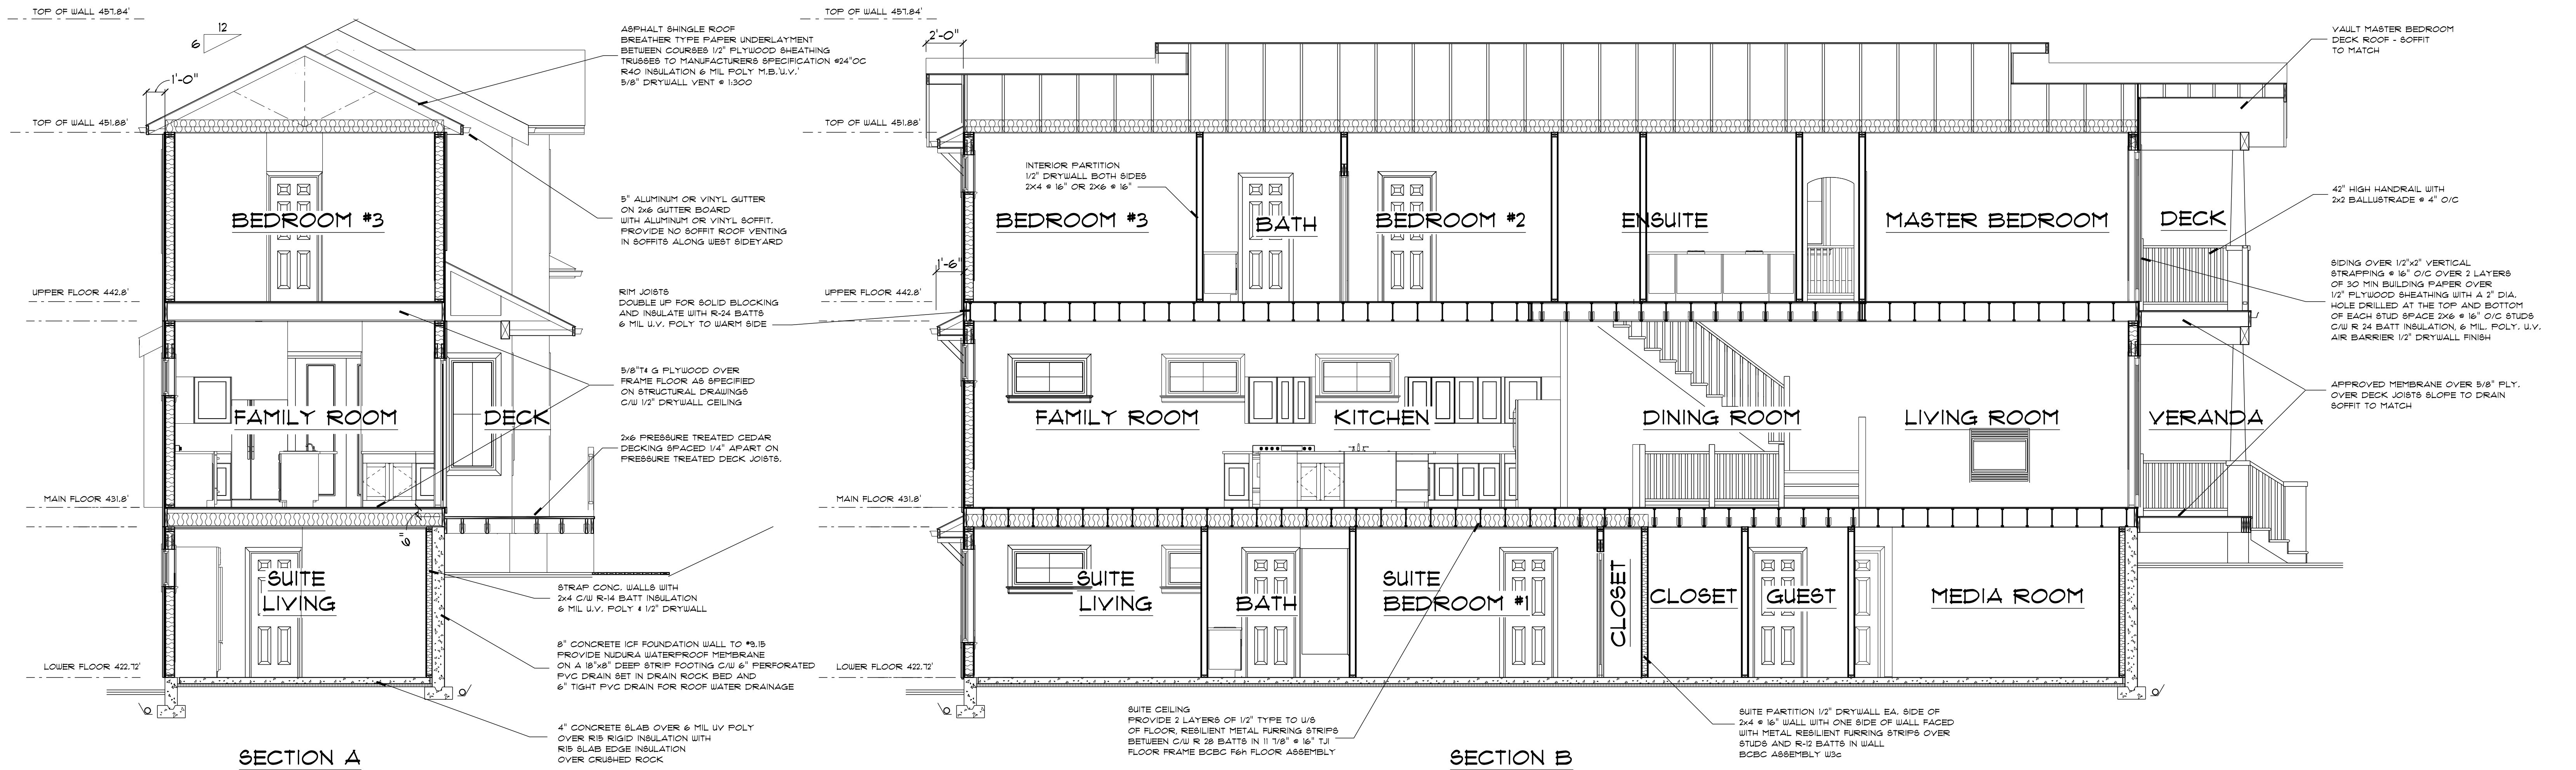 TOP OF WALL 457.84'
12
6
1'-0"
TOP OF WALL 451.88'
UPPER FLOOR 442.8'
MAIN FLOOR 431.8'
LOWER FLOOR 422.72'
BEDROOM #3
FAMILY ROOM
DECK
SUITE
LIVING
6"
SECTION A
ASPHALT SHINGLE ROOF
BREATHER TYPE PAPER UNDERLAYMENT
BETWEEN COURSES 1/2" PLYWOOD SHEATHING
TRUSSES TO MANUFACTURERS SPECIFICATION @24"OC
R40 INSULATION 6 MIL POLY M.B.'U.V.'
5/8" DRYWALL VENT @ 1:300
5" ALUMINUM OR VINYL GUTTER
ON 2x6 GUTTER BOARD
WITH ALUMINUM OR VINYL SOFFIT.
PROVIDE NO SOFFIT ROOF VENTING
IN SOFFITS ALONG WEST SIDEYARD
RIM JOISTS
DOUBLE UP FOR SOLID BLOCKING
AND INSULATE WITH R-24 BATTS
6 MIL U.V. POLY TO WARM SIDE
5/8"T& G PLYWOOD OVER
FRAME FLOOR AS SPECIFIED
ON STRUCTURAL DRAWINGS
C/W 1/2" DRYWALL CEILING
2x6 PRESSURE TREATED CEDAR
DECKING SPACED 1/4" APART ON
PRESSURE TREATED DECK JOISTS.
STRAP CONC. WALLS WITH
2x4 C/W R-14 BATT INSULATION
6 MIL U.V. POLY & 1/2" DRYWALL
8" CONCRETE ICF FOUNDATION WALL TO #9.15
PROVIDE NUDURA WATERPROOF MEMBRANE
ON A 18"x8" DEEP STRIP FOOTING C/W 6" PERFORATED
PVC DRAIN SET IN DRAIN ROCK BED AND
6" TIGHT PVC DRAIN FOR ROOF WATER DRAINAGE
4" CONCRETE SLAB OVER 6 MIL UV POLY
OVER R15 RIGID INSULATION WITH
R15 SLAB EDGE INSULATION
OVER CRUSHED ROCK
TOP OF WALL 457.84'
2'-0"
TOP OF WALL 451.88'
1'-6"
UPPER FLOOR 442.8'
MAIN FLOOR 431.8'
LOWER FLOOR 422.72'
INTERIOR PARTITION
1/2" DRYWALL BOTH SIDES
2X4 @ 16" OR 2X6 @ 16"
BEDROOM #3
BATH
BEDROOM #2
ENSUITE
MASTER BEDROOM
DECK
FAMILY ROOM
KITCHEN
DINING ROOM
LIVING ROOM
VERANDA
SUITE
LIVING
BATH
SUITE
BEDROOM #1
CLOSET
CLOSET
GUEST
MEDIA ROOM
SUITE CEILING
PROVIDE 2 LAYERS OF 1/2" TYPE TO U/S
OF FLOOR, RESILIENT METAL FURRING STRIPS
BETWEEN C/W R 28 BATTS IN 11 7/8" @ 16" TJI
FLOOR FRAME BCBC F6h FLOOR ASSEMBLY
SECTION B
SUITE PARTITION 1/2" DRYWALL EA. SIDE OF
2x4 @ 16" WALL WITH ONE SIDE OF WALL FACED
WITH METAL RESILIENT FURRING STRIPS OVER
STUDS AND R-12 BATTS IN WALL
BCBC ASSEMBLY W3c
VAULT MASTER BEDROOM
DECK ROOF - SOFFIT
TO MATCH
42" HIGH HANDRAIL WITH
2x2 BALLUSTRADE @ 4" O/C
SIDING OVER 1/2"x2" VERTICAL
STRAPPING @ 16" O/C OVER 2 LAYERS
OF 30 MIN BUILDING PAPER OVER
1/2" PLYWOOD SHEATHING WITH A 2" DIA.
HOLE DRILLED AT THE TOP AND BOTTOM
OF EACH STUD SPACE 2X6 @ 16" O/C STUDS
C/W R 24 BATT INSULATION, 6 MIL. POLY. U.V.
AIR BARRIER 1/2" DRYWALL FINISH
APPROVED MEMBRANE OVER 5/8" PLY.
OVER DECK JOISTS SLOPE TO DRAIN
SOFFIT TO MATCH